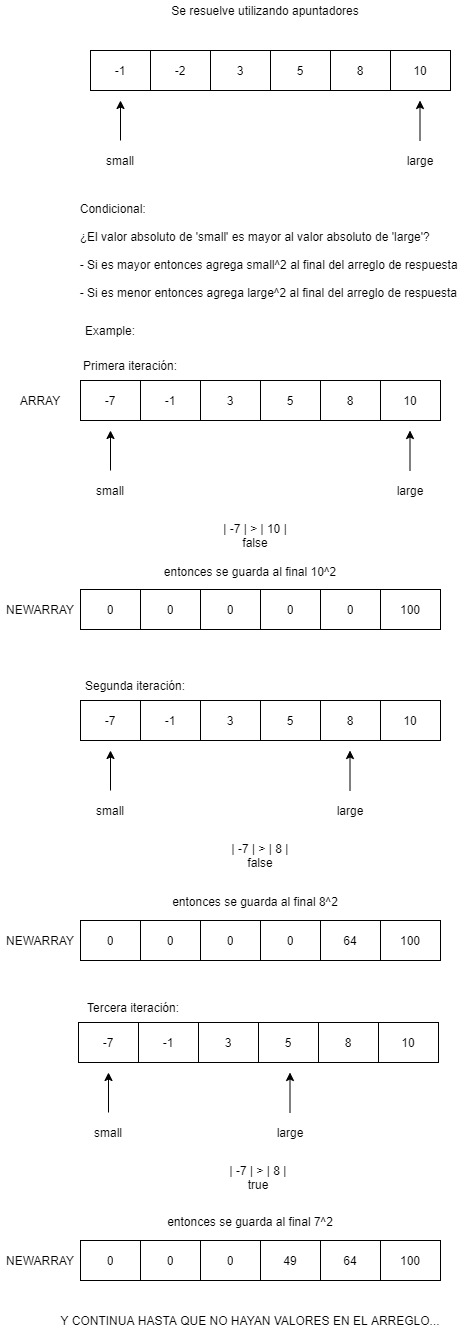 Se resuelve utilizando apuntadores
-1 -2 3 5 8 10
small large
Condicional:
¿El valor absoluto de 'small' es mayor al valor absoluto de 'large'?
- Si es mayor entonces agrega small^2 al final del arreglo de respuesta
- Si es menor entonces agrega large^2 al final del arreglo de respuesta
Example:
Primera iteración:
ARRAY -7 -1 3 5 8 10
small large
| -7 | > | 10 |
false
entonces se guarda al final 10^2
NEWARRAY 0 0 0 0 0 100
Segunda iteración:
-7 -1 3 5 8 10
small large
| -7 | > | 8 |
false
entonces se guarda al final 8^2
NEWARRAY 0 0 0 0 64 100
Tercera iteración:
-7 -1 3 5 8 10
small large
| -7 | > | 8 |
true
entonces se guarda al final 7^2
NEWARRAY 0 0 0 49 64 100
Y CONTINUA HASTA QUE NO HAYAN VALORES EN EL ARREGLO...